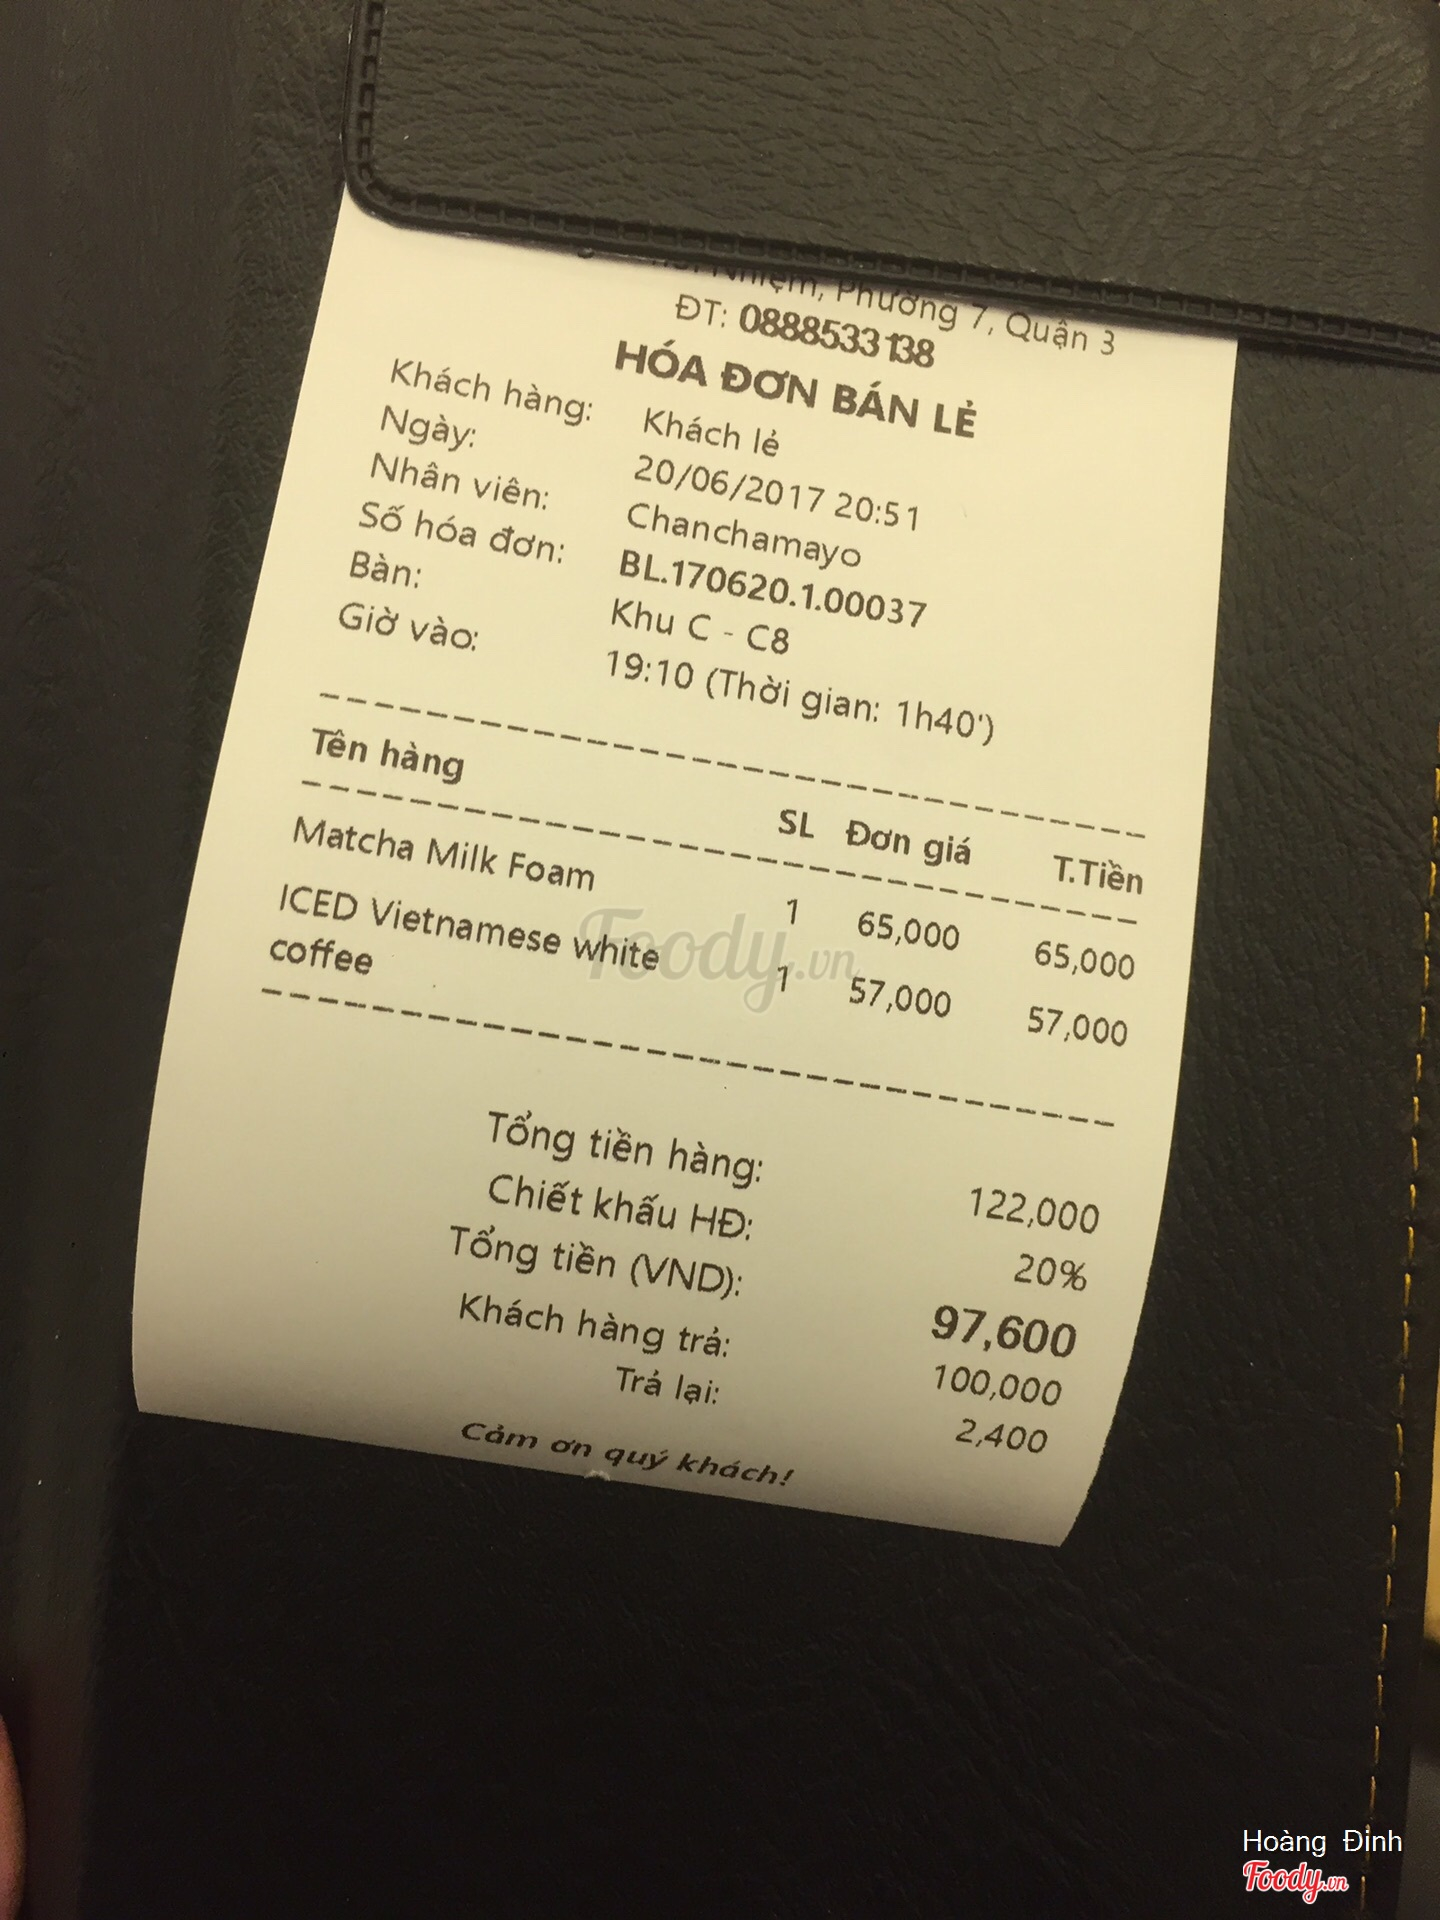 Nhiệm, Phường 7, Quận 3
ĐT: 0888533138
HÓA ĐƠN BÁN LẺ
Khách hàng: Khách lẻ
Ngày: 20/06/2017 20:51
Nhân viên: Chanchamayo
Số hóa đơn: BL.170620.1.00037
Bàn: Khu C - C8
Giờ vào: 19:10 (Thời gian: 1h40')
Tên hàng SL Đơn giá T.Tiền
Matcha Milk Foam 1 65,000 65,000
ICED Vietnamese white 1 57,000 57,000
coffee
Foody.vn
Tổng tiền hàng: 122,000
Chiết khấu HĐ: 20%
Tổng tiền (VND): 97,600
Khách hàng trả: 100,000
Trả lại: 2,400
Cảm ơn quý khách!
Hoàng Đinh
Foody.vn